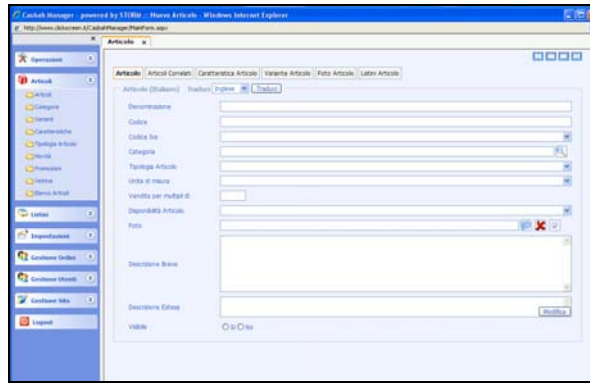 Casbah Manager - powered by STORM :: Nuovo Articolo - Windows Internet Explorer
Articolo x
Operazioni
Articoli
Articoli
Categorie
Varianti
Caratteristiche
Tipologie Articolo
Novità
Promozioni
Vetrina
Elenco Articoli
Listini
Impostazioni
Gestione Ordini
Gestione Utenti
Gestione Sito
Logout
Articolo Articoli Correlati Caratteristica Articolo Variante Articolo Foto Articolo Listini Articolo
Articolo (Italiano) Traduci Inglese Traduci
Denominazione
Codice
Codice Iva
Categoria
Tipologia Articolo
Unita di misura
Vendita per multipli di
Disponibilità Articolo
Foto
Descrizione Breve
Descrizione Estesa
Modifica
Visibile
Si No